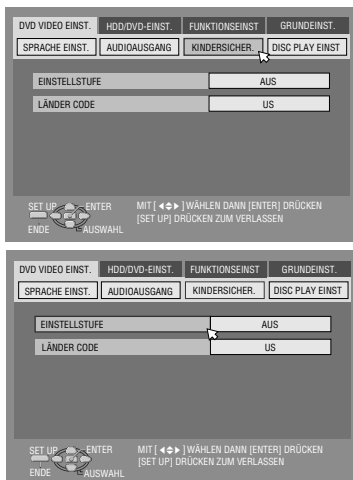 DVD VIDEO EINST. HDD/DVD-EINST. FUNKTIONSEINST GRUNDEINST.
SPRACHE EINST. AUDIOAUSGANG KINDERSICHER. DISC PLAY EINST
EINSTELLSTUFE AUS
LÄNDER CODE US
SET UP ENTER MIT [ ◀◆▶ ] WÄHLEN DANN [ENTER] DRÜCKEN
[SET UP] DRÜCKEN ZUM VERLASSEN
ENDE AUSWAHL
DVD VIDEO EINST. HDD/DVD-EINST. FUNKTIONSEINST GRUNDEINST.
SPRACHE EINST. AUDIOAUSGANG KINDERSICHER. DISC PLAY EINST
EINSTELLSTUFE AUS
LÄNDER CODE US
SET UP ENTER MIT [ ◀◆▶ ] WÄHLEN DANN [ENTER] DRÜCKEN
[SET UP] DRÜCKEN ZUM VERLASSEN
ENDE AUSWAHL